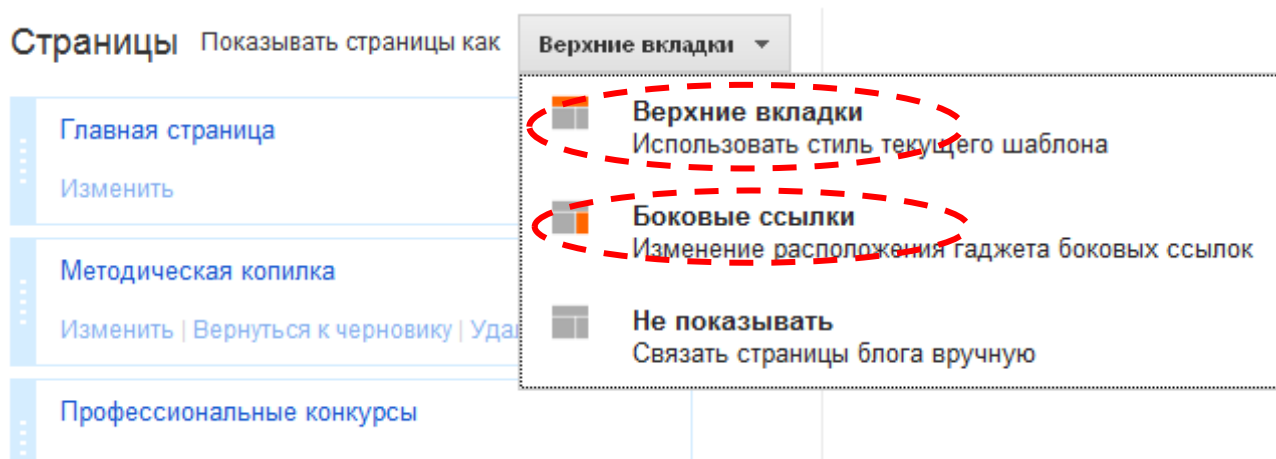 Страницы Показывать страницы как Верхние вкладки
Верхние вкладки
Использовать стиль текущего шаблона
Боковые ссылки
Изменение расположения гаджета боковых ссылок
Не показывать
Связать страницы блога вручную
Главная страница
Изменить
Методическая копилка
Изменить | Вернуться к черновику |
Профессиональные конкурсы